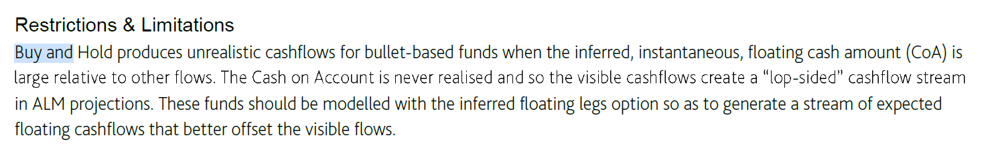 Restrictions & Limitations
Buy and Hold produces unrealistic cashflows for bullet-based funds when the inferred, instantaneous, floating cash amount (CoA) is
large relative to other flows. The Cash on Account is never realised and so the visible cashflows create a “lop-sided” cashflow stream
in ALM projections. These funds should be modelled with the inferred floating legs option so as to generate a stream of expected
floating cashflows that better offset the visible flows.